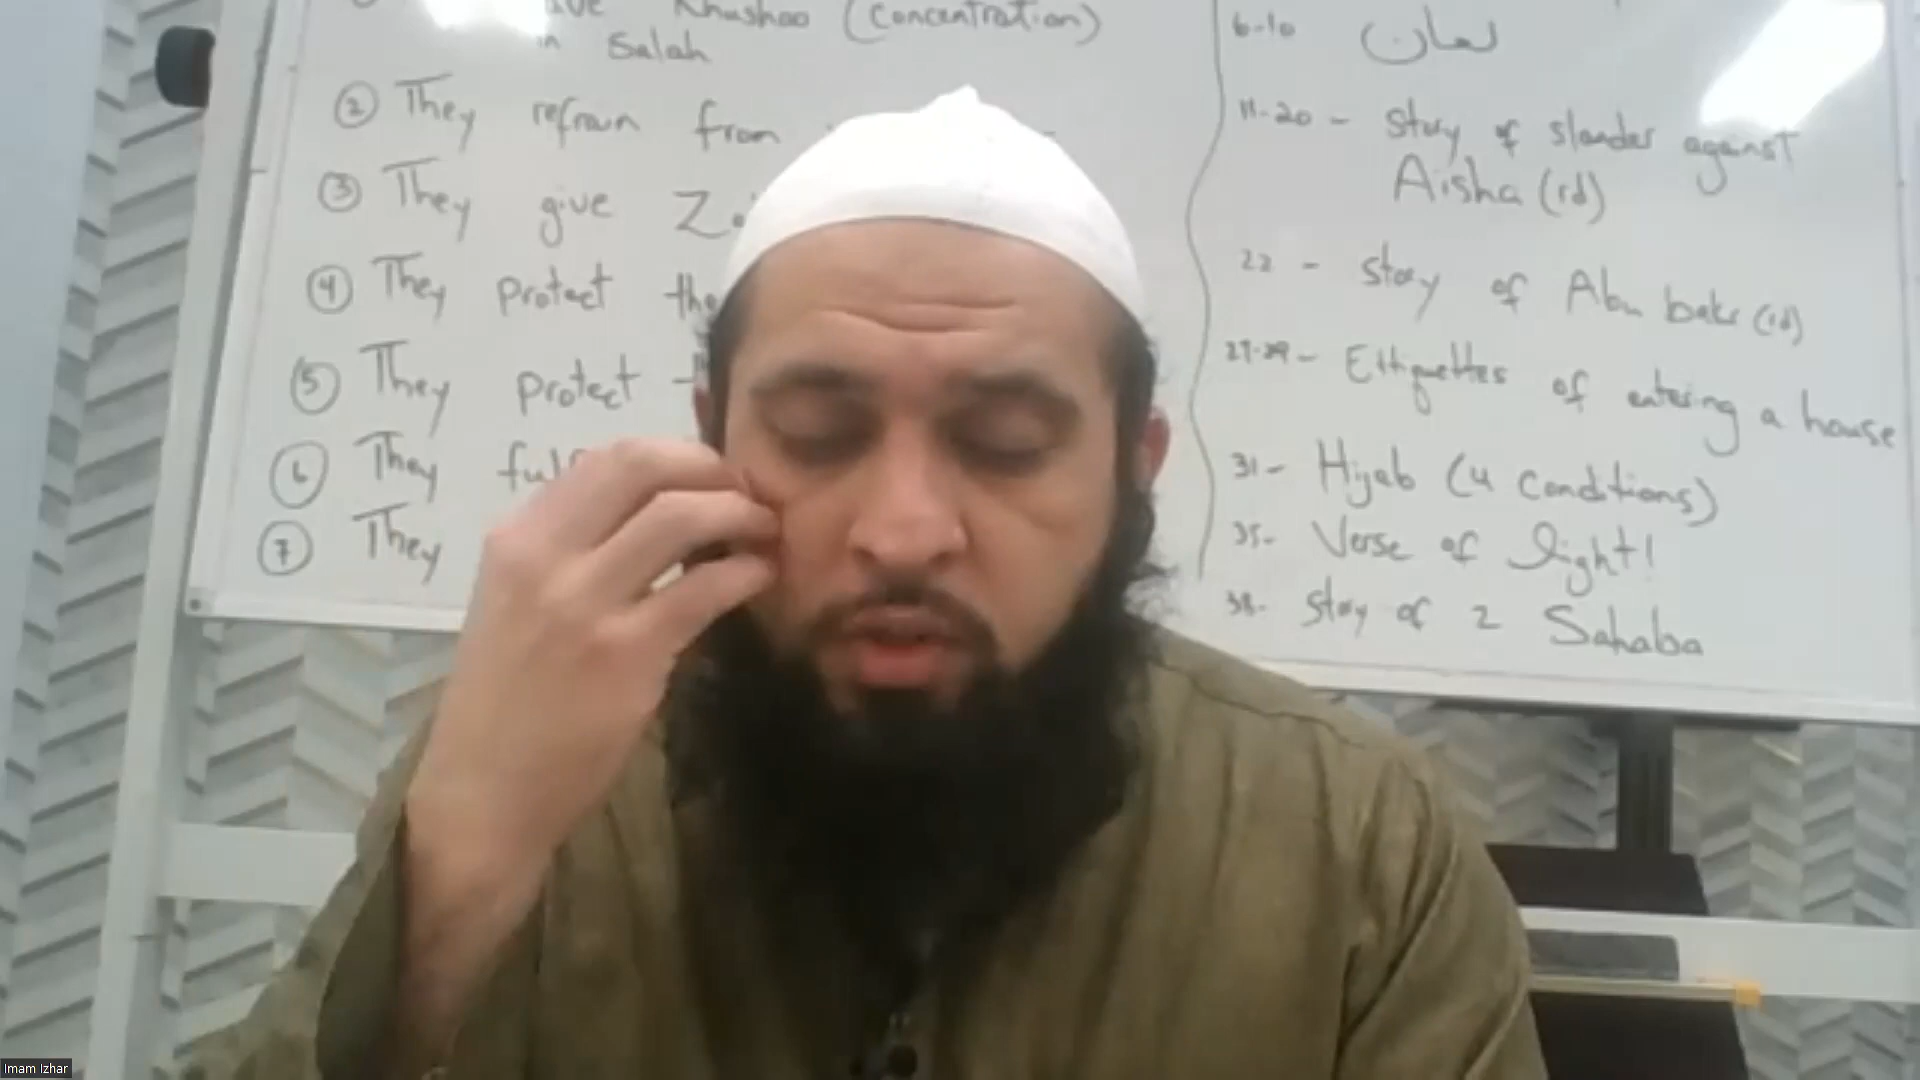 Khushoo (Concentration)
in Salah
② They refrain from
③ They give
④ They protect
⑤ They protect
⑥ They
⑦ They
6-10 لعان
11-20 - Story of slander against
Aisha (rd)
22 - Story of Abu bakr (rd)
27-29 - Ettiquettes of entering a house
31 - Hijab (4 Conditions)
35- Verse of light!
38- Story of 2 Sahaba
Imam Izhar